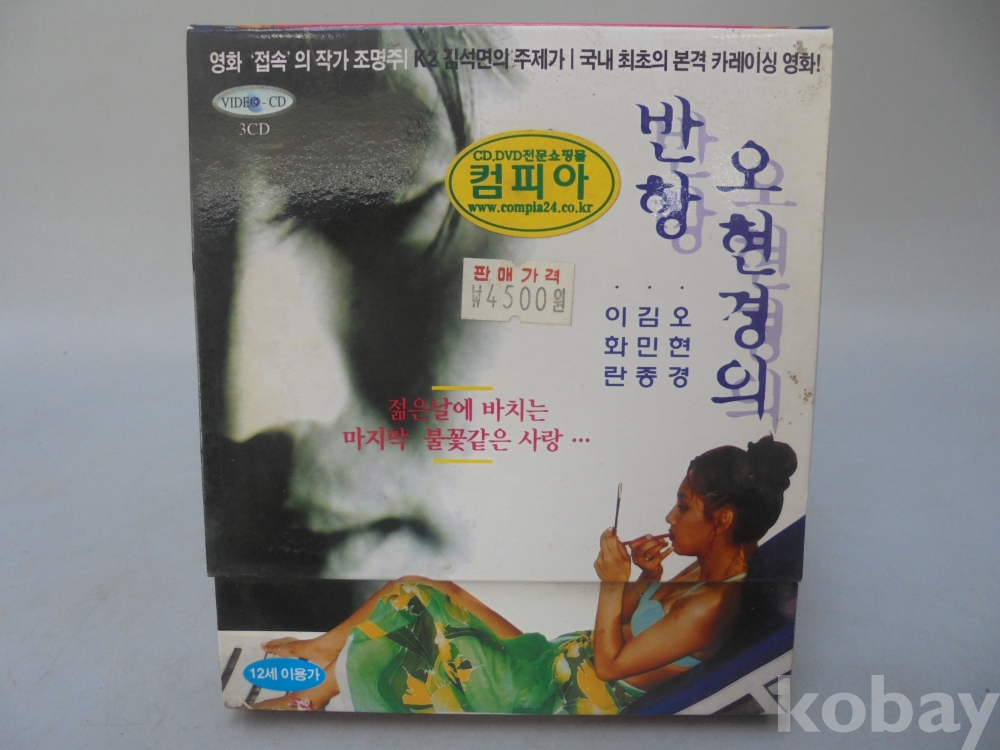 영화 '접속' 의 작가 조명주 | K2 김석면의 주제가 | 국내 최초의 본격 카레이싱 영화!
VIDEO-CD
3CD
CD,DVD전문쇼핑몰
컴피아
www.compia24.co.kr
오현경의
반항
판매가격
₩4500원
오현경
김민종
이화란
젊은날에 바치는
마지막 불꽃같은 사랑 ...
12세 이용가
kobay